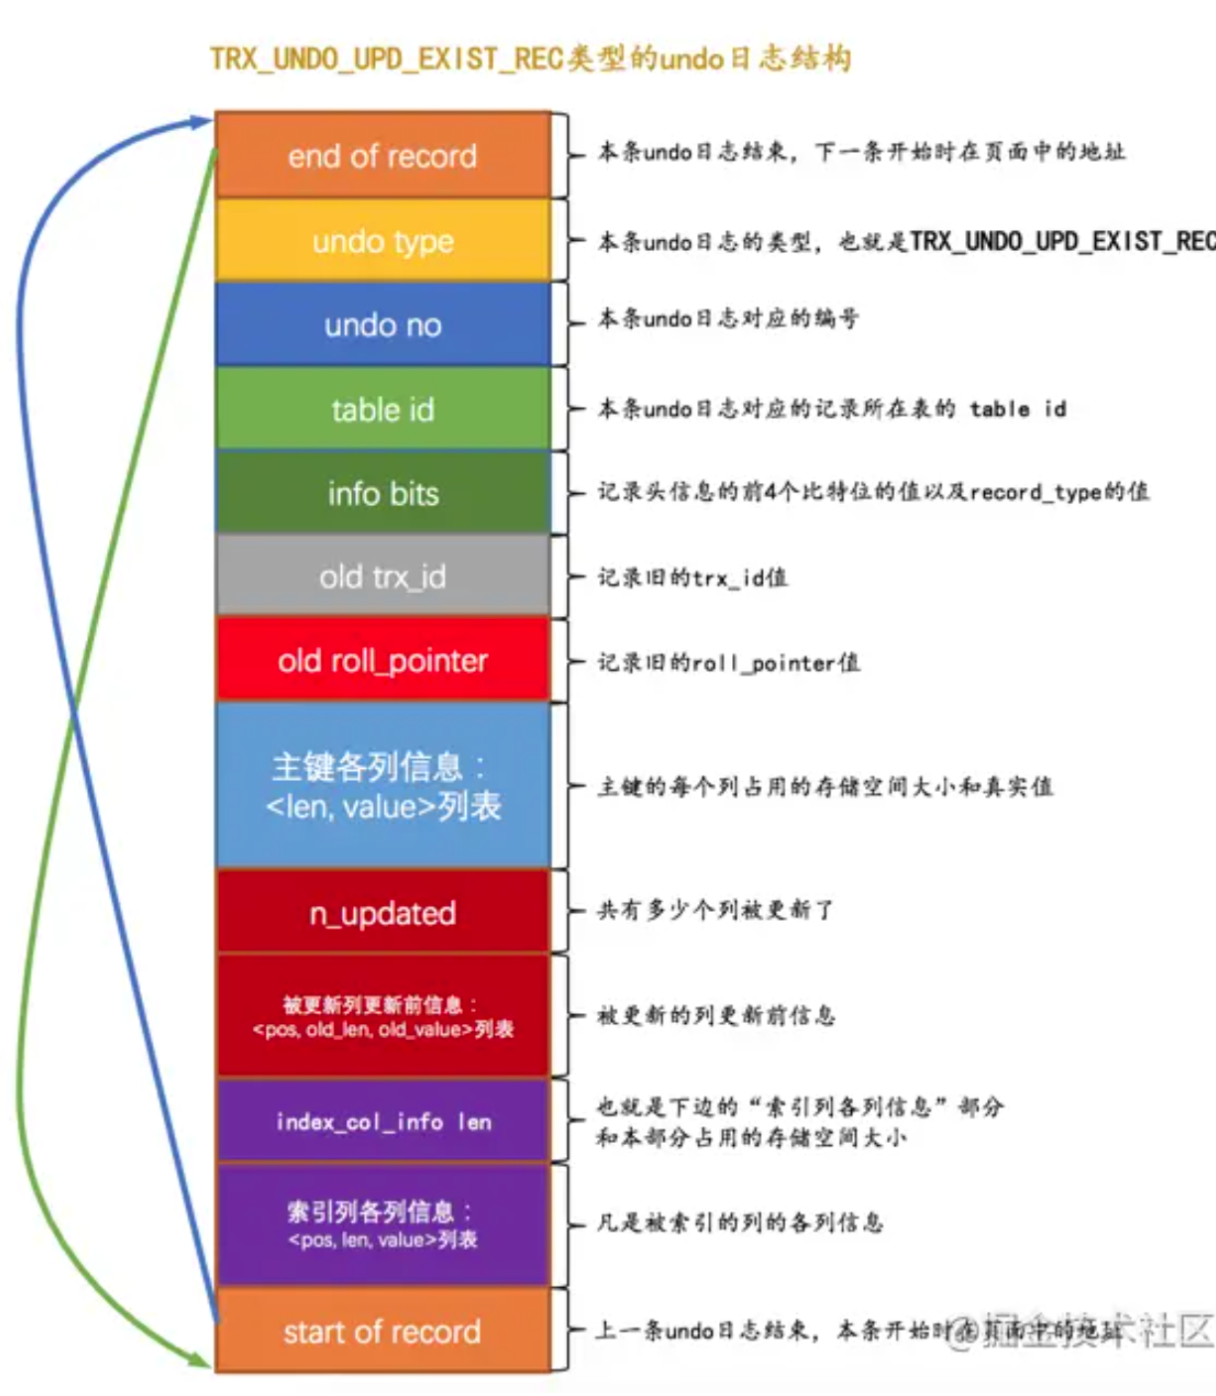 TRX_UNDO_UPD_EXIST_REC类型的undo日志结构
end of record
本条undo日志结束，下一条开始时在页面中的地址
undo type
本条undo日志的类型，也就是TRX_UNDO_UPD_EXIST_REC
undo no
本条undo日志对应的编号
table id
本条undo日志对应的记录所在表的 table id
info bits
记录头信息的前4个比特位的值以及record_type的值
old trx_id
记录旧的trx_id值
old roll_pointer
记录旧的roll_pointer值
主键各列信息：
<len, value>列表
主键的每个列占用的存储空间大小和真实值
n_updated
共有多少个列被更新了
被更新列更新前信息：
<pos, old_len, old_value>列表
被更新的列更新前信息
index_col_info len
也就是下边的“索引列各列信息”部分
和本部分占用的存储空间大小
索引列各列信息：
<pos, len, value>列表
凡是被索引的列的各列信息
start of record
上一条undo日志结束，本条开始时在页面中的地址
@掘金技术社区